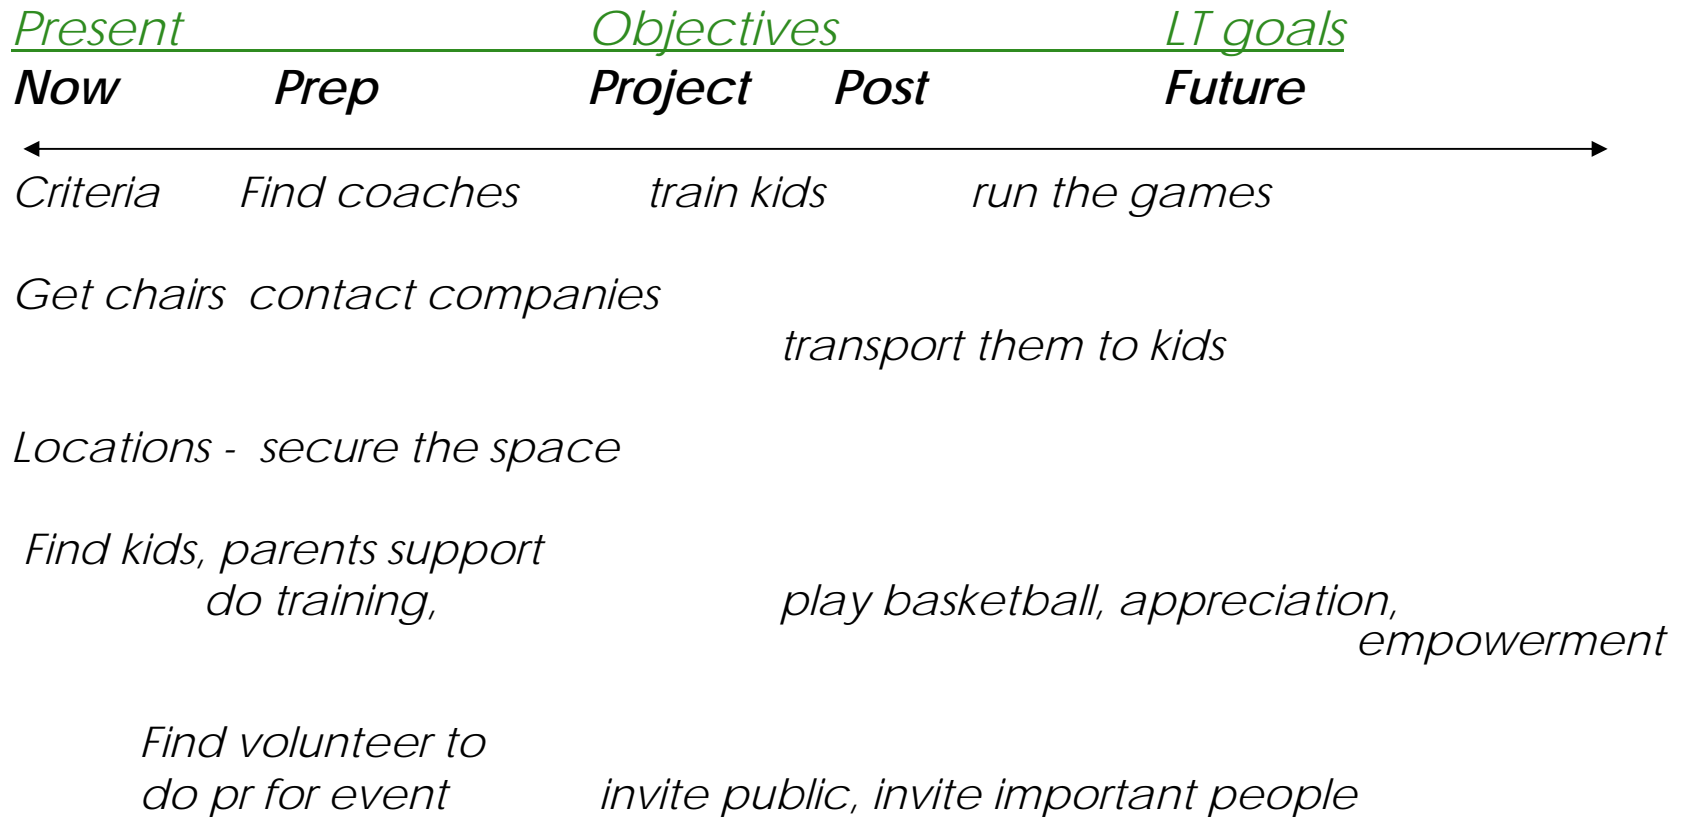 Present Objectives LT goals
Now Prep Project Post Future
Criteria Find coaches train kids run the games
Get chairs contact companies
transport them to kids
Locations - secure the space
Find kids, parents support
do training, play basketball, appreciation,
empowerment
Find volunteer to
do pr for event invite public, invite important people